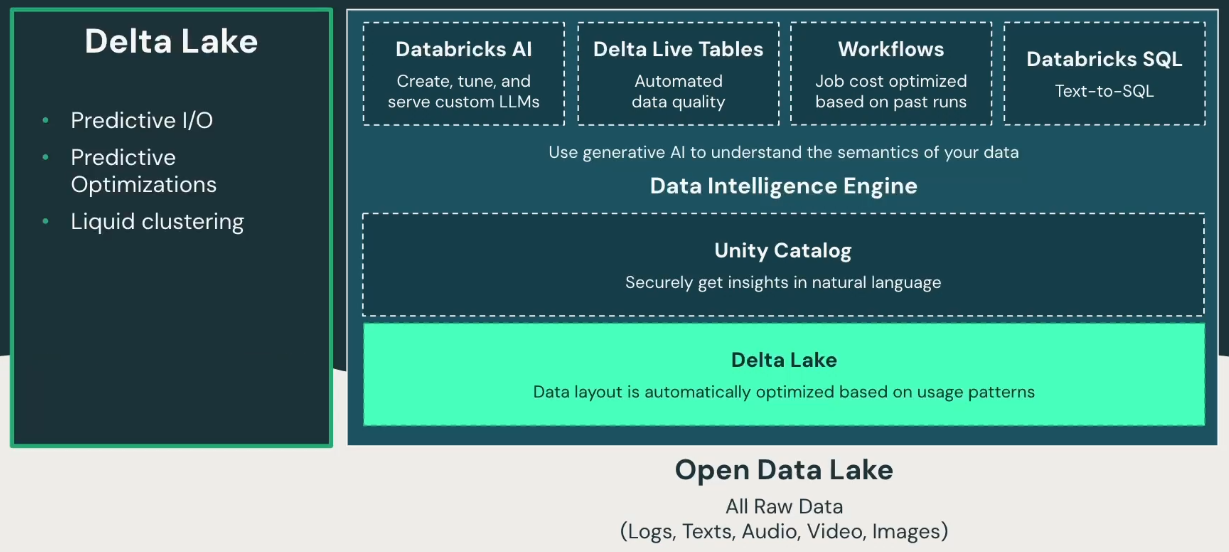 Delta Lake
• Predictive I/O
• Predictive
Optimizations
• Liquid clustering
Databricks AI
Create, tune, and
serve custom LLMs
Delta Live Tables
Automated
data quality
Workflows
Job cost optimized
based on past runs
Databricks SQL
Text-to-SQL
Use generative AI to understand the semantics of your data
Data Intelligence Engine
Unity Catalog
Securely get insights in natural language
Delta Lake
Data layout is automatically optimized based on usage patterns
Open Data Lake
All Raw Data
(Logs, Texts, Audio, Video, Images)